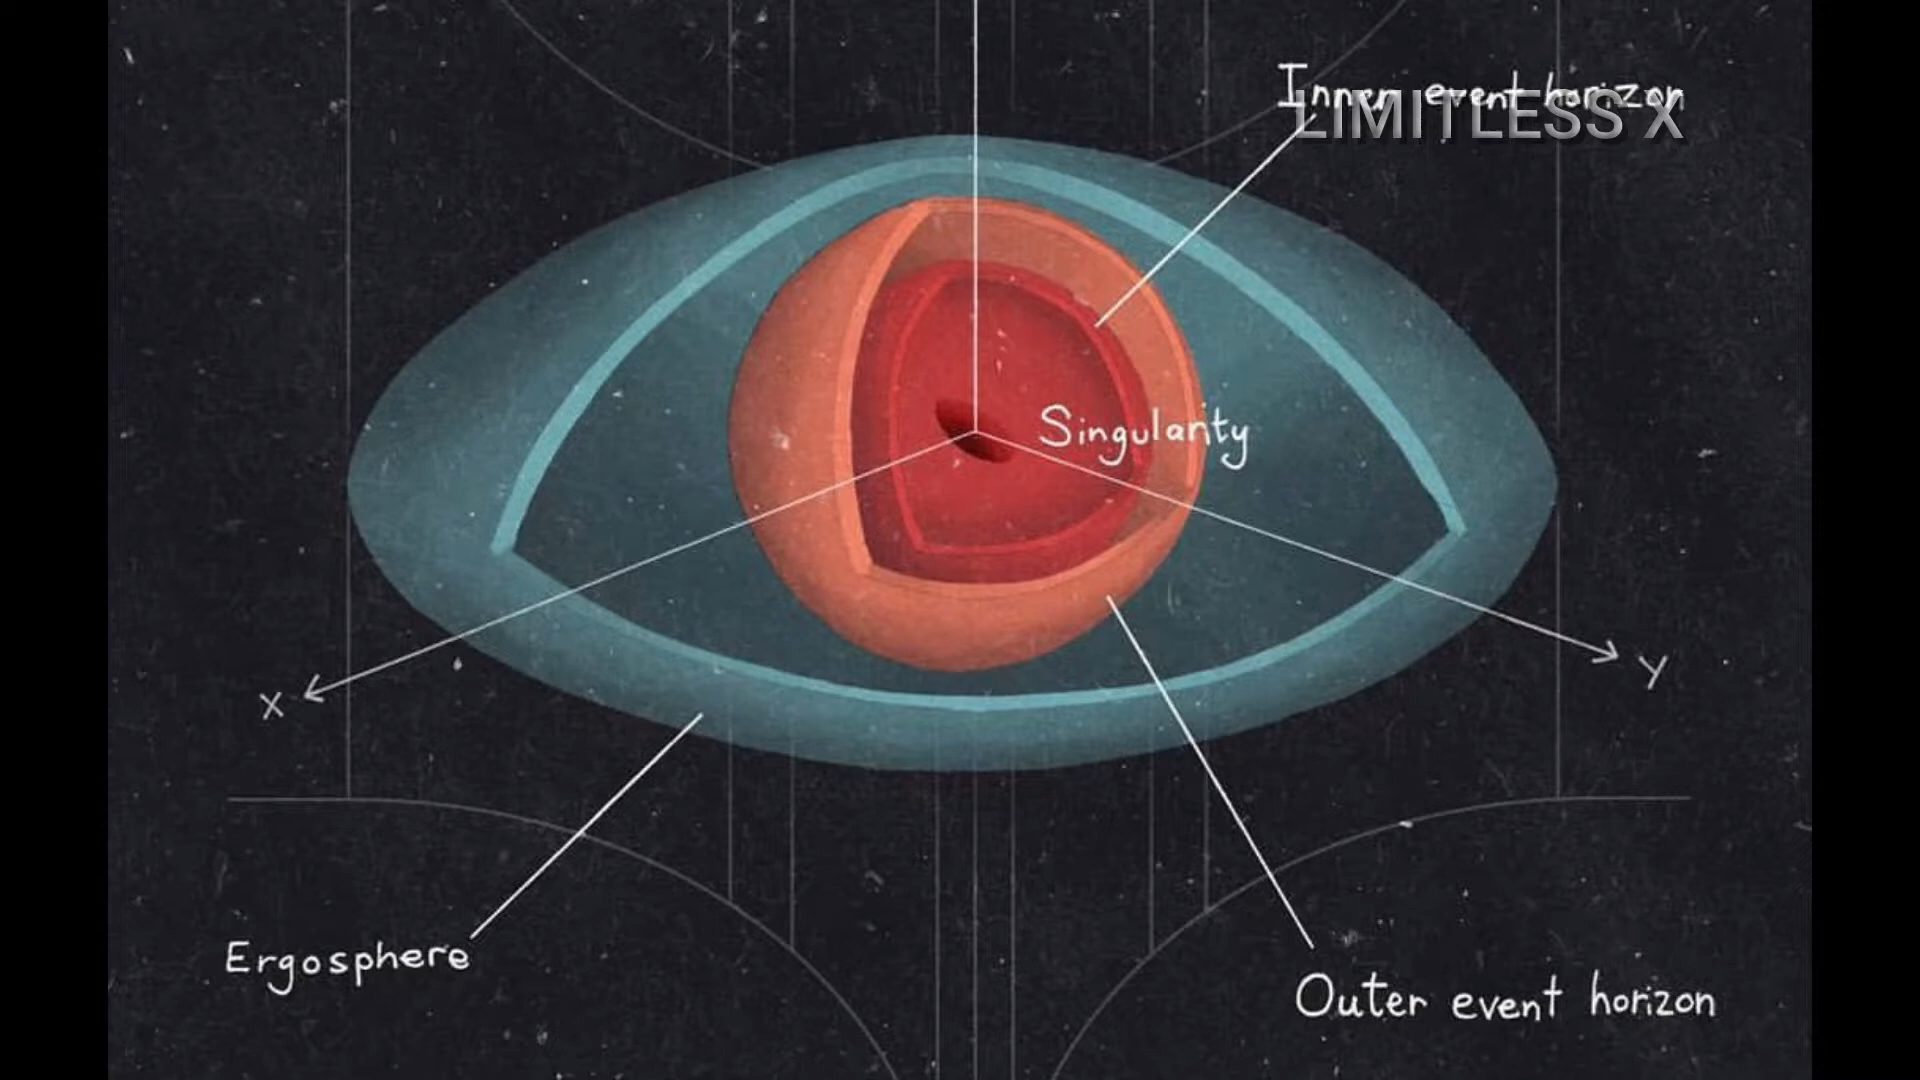 Inner event horizon
LIMITLESS X
Singularity
X
Y
Ergosphere
Outer event horizon